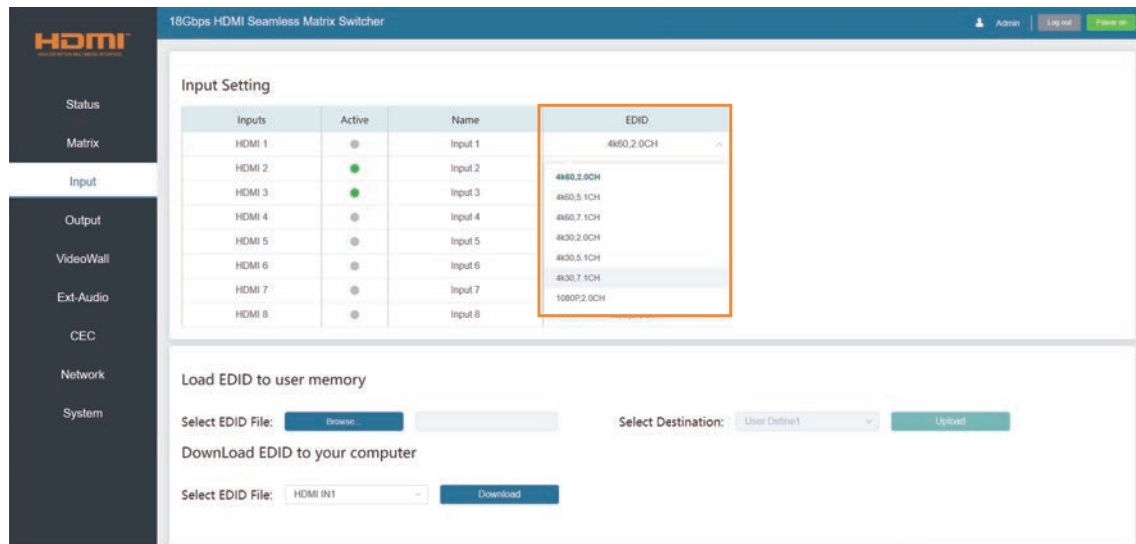 18Gbps HDMI Seamless Matrix Switcher
Admin Log out Power on
HDMI
Status
Matrix
Input
Output
VideoWall
Ext-Audio
CEC
Network
System
Input Setting
Inputs Active Name EDID
HDMI 1 Input 1 4k60,2.0CH
HDMI 2 Input 2
HDMI 3 Input 3
HDMI 4 Input 4
HDMI 5 Input 5
HDMI 6 Input 6
HDMI 7 Input 7
HDMI 8 Input 8
4k60,2.0CH
4k60,5.1CH
4k60,7.1CH
4k30,2.0CH
4k30,5.1CH
4k30,7.1CH
1080P,2.0CH
Load EDID to user memory
Select EDID File: Browse... Select Destination: User Define1 Upload
DownLoad EDID to your computer
Select EDID File: HDMI IN1 Download